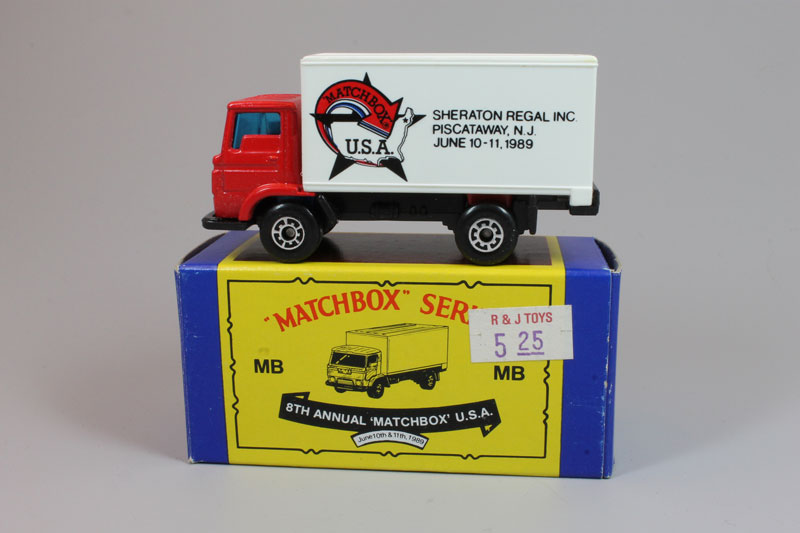 MATCHBOX
U.S.A.
SHERATON REGAL INC.
PISCATAWAY, N.J.
JUNE 10-11, 1989
"MATCHBOX" SERI
R & J TOYS
5 25
MB
MB
8TH ANNUAL 'MATCHBOX' U.S.A.
June 10th & 11th, 1989